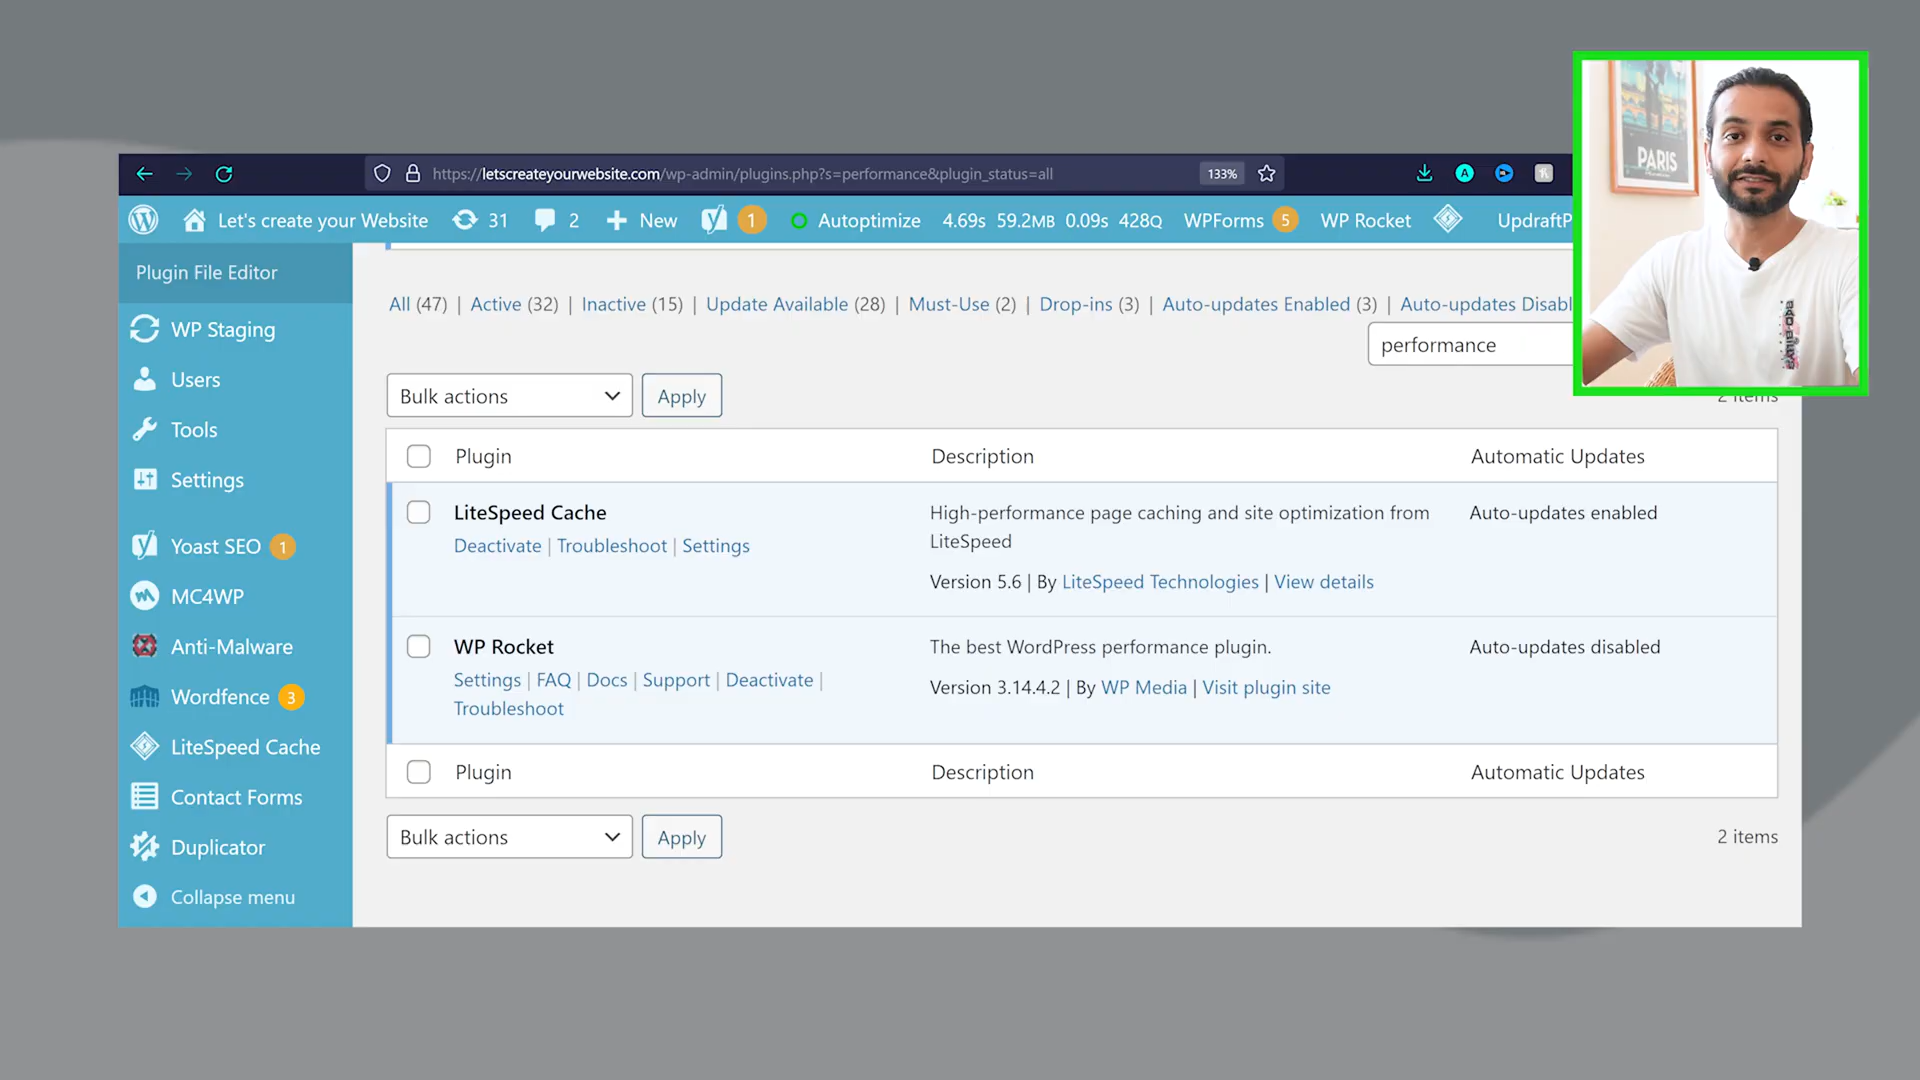 https://letscreateyourwebsite.com/wp-admin/plugins.php?s=performance&plugin_status=all 133%
Let's create your Website 31 2 New 1 Autoptimize 4.69s 59.2MB 0.09s 428Q WPForms 5 WP Rocket UpdraftP
PARIS
Plugin File Editor
WP Staging
Users
Tools
Settings
Yoast SEO 1
MC4WP
Anti-Malware
Wordfence 3
LiteSpeed Cache
Contact Forms
Duplicator
Collapse menu
All (47) | Active (32) | Inactive (15) | Update Available (28) | Must-Use (2) | Drop-ins (3) | Auto-updates Enabled (3) | Auto-updates Disabl
performance
Bulk actions Apply
2 items
Plugin Description Automatic Updates
LiteSpeed Cache
Deactivate | Troubleshoot | Settings
High-performance page caching and site optimization from
LiteSpeed
Version 5.6 | By LiteSpeed Technologies | View details
Auto-updates enabled
WP Rocket
Settings | FAQ | Docs | Support | Deactivate |
Troubleshoot
The best WordPress performance plugin.
Version 3.14.4.2 | By WP Media | Visit plugin site
Auto-updates disabled
Plugin Description Automatic Updates
Bulk actions Apply
2 items